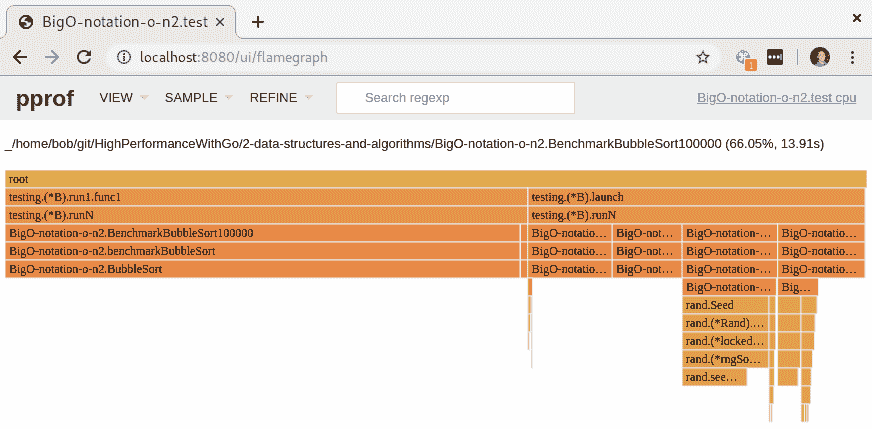 BigO-notation-o-n2.test
localhost:8080/ui/flamegraph
1
pprof VIEW SAMPLE REFINE Search regexp BigO-notation-o-n2.test cpu
_/home/bob/git/HighPerformanceWithGo/2-data-structures-and-algorithms/BigO-notation-o-n2.BenchmarkBubbleSort100000 (66.05%, 13.91s)
root
testing.(*B).run1.func1 testing.(*B).launch
testing.(*B).runN testing.(*B).runN
BigO-notation-o-n2.BenchmarkBubbleSort100000 BigO-notatio… BigO-not… BigO-notation-… BigO-notatio…
BigO-notation-o-n2.benchmarkBubbleSort BigO-notatio… BigO-not… BigO-notation-… BigO-notatio…
BigO-notation-o-n2.BubbleSort BigO-notatio… BigO-not… BigO-notation-… BigO-notatio…
BigO-notation-… Big…
rand.Seed
rand.(*Rand).…
rand.(*locked…
rand.(*rngSo…
rand.see…